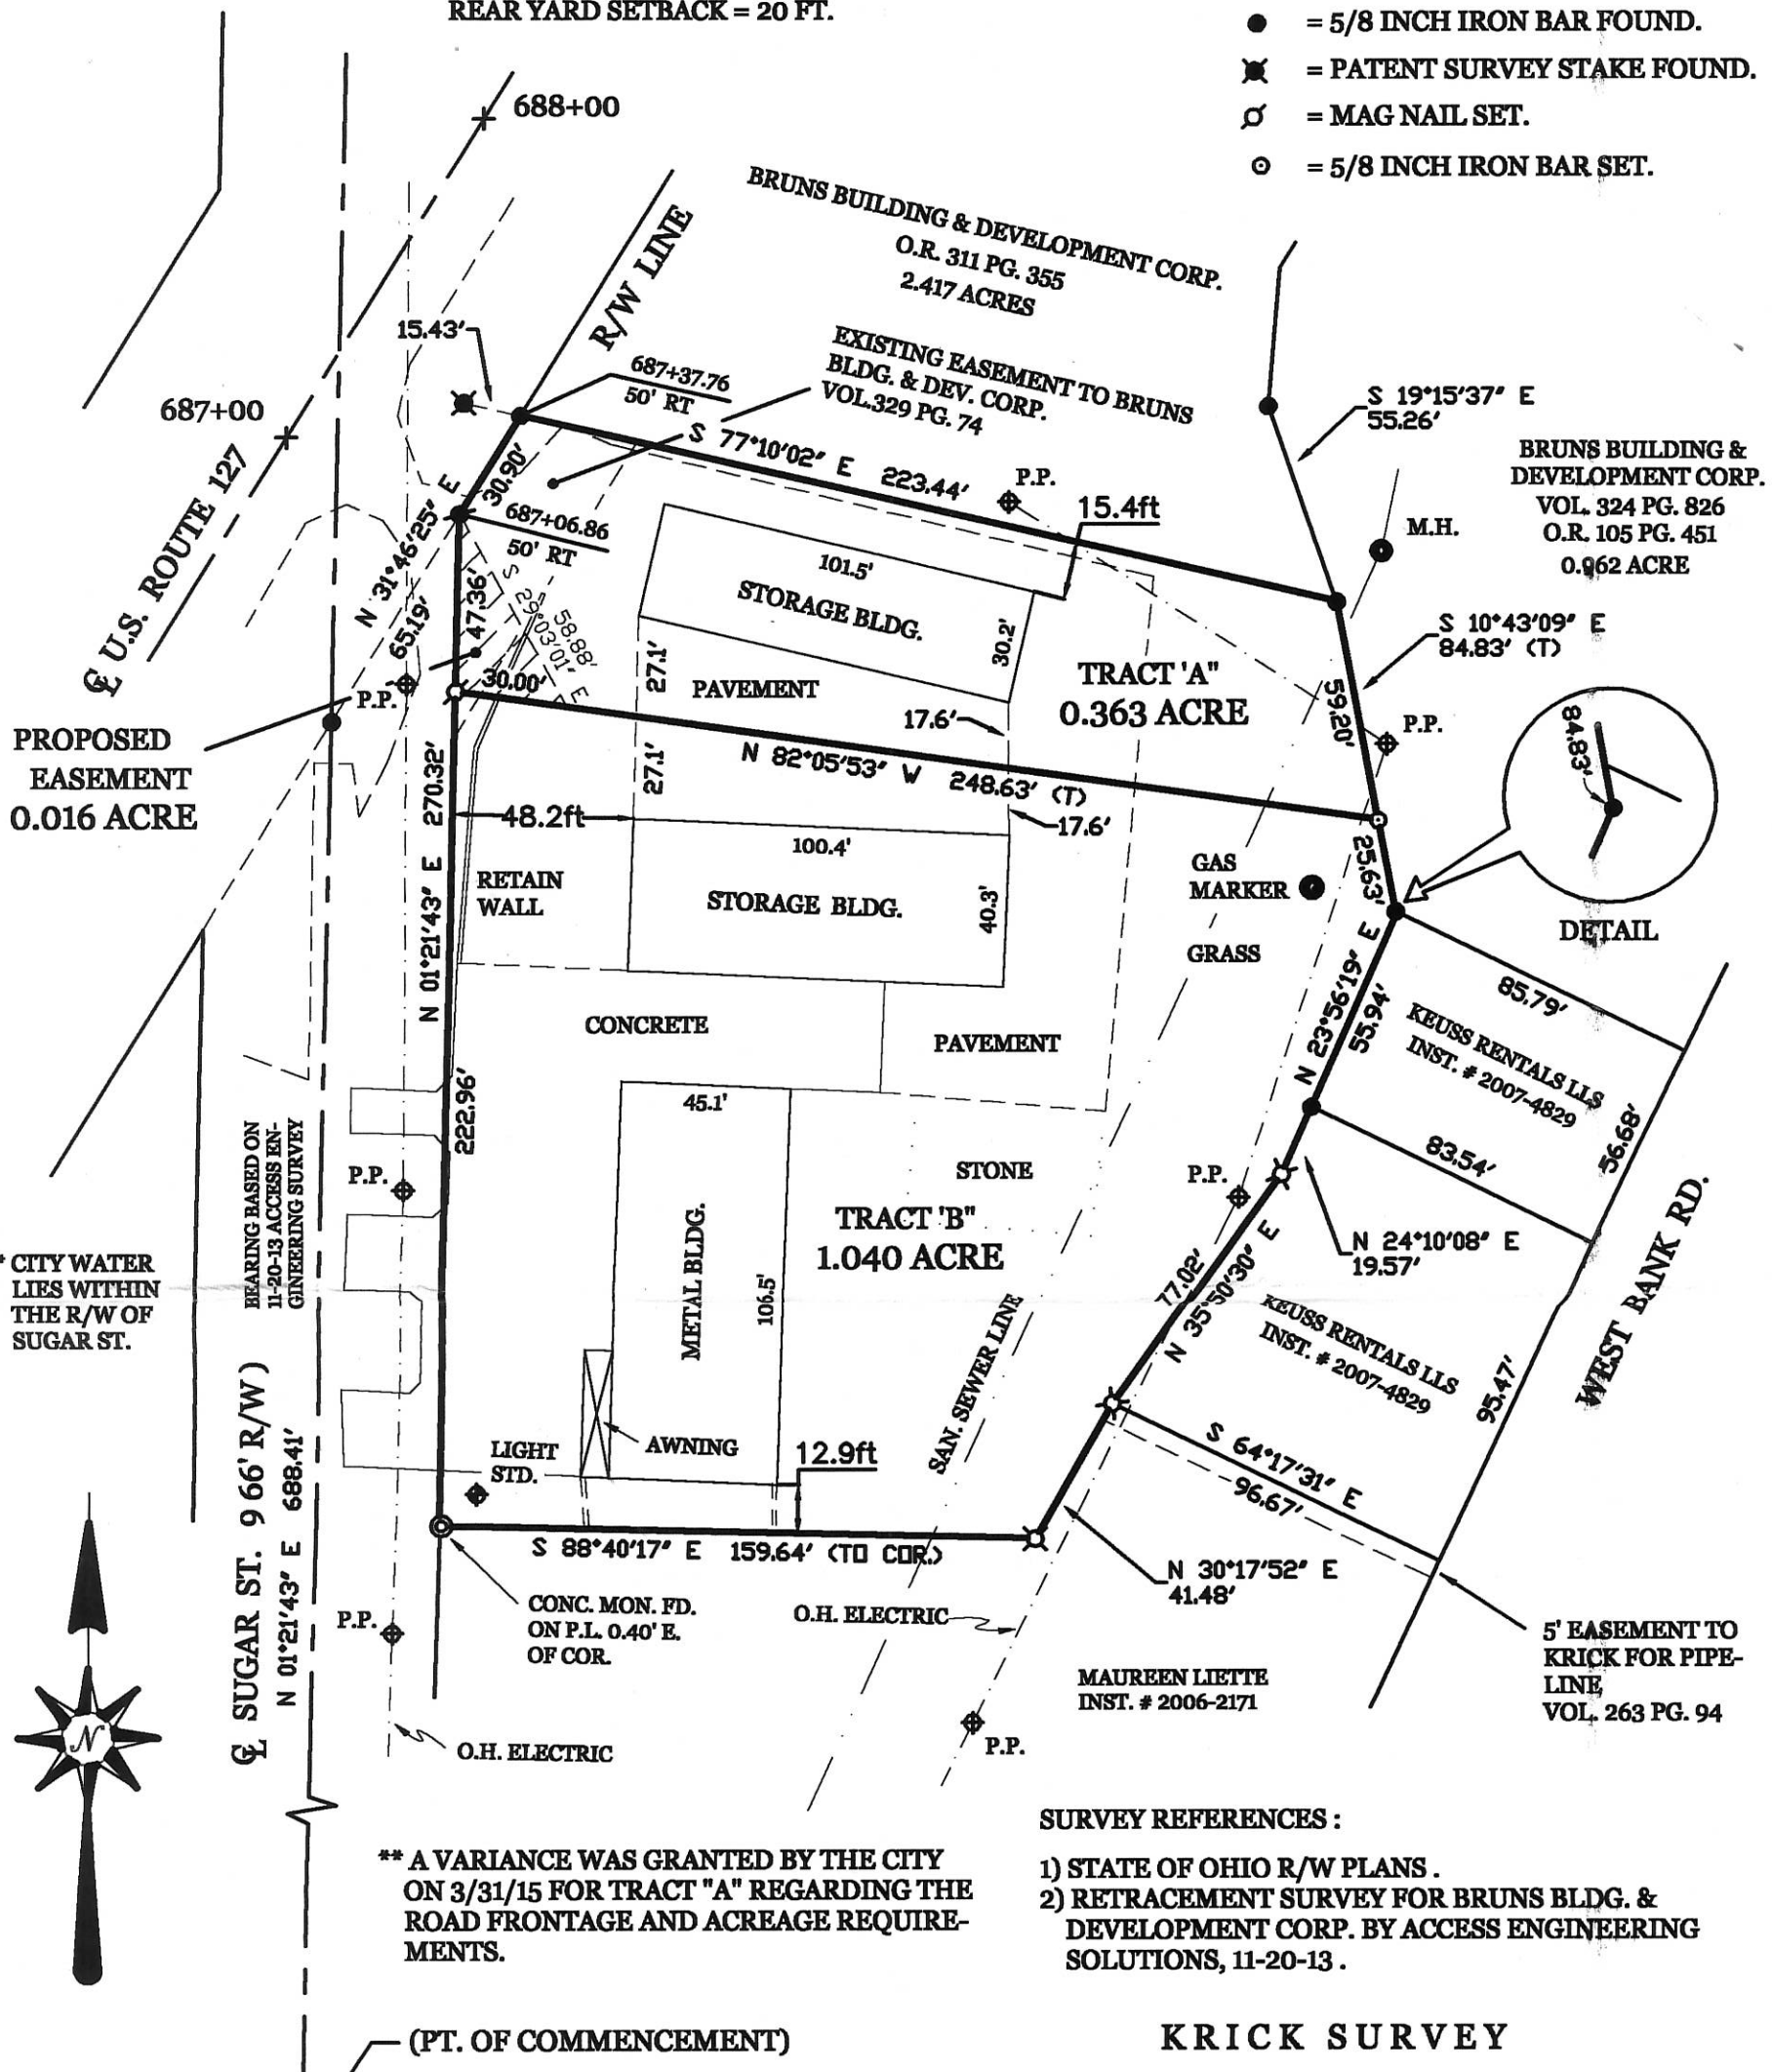 REAR YARD SETBACK = 20 FT.
= 5/8 INCH IRON BAR FOUND.
= PATENT SURVEY STAKE FOUND.
= MAG NAIL SET.
= 5/8 INCH IRON BAR SET.
688+00
R/W LINE
BRUNS BUILDING & DEVELOPMENT CORP.
O.R. 311 PG. 355
2.417 ACRES
15.43'
EXISTING EASEMENT TO BRUNS
BLDG. & DEV. CORP.
VOL.329 PG. 74
687+37.76
50' RT
687+00
℄ U.S. ROUTE 127
S 19°15'37" E
55.26'
BRUNS BUILDING &
DEVELOPMENT CORP.
VOL. 324 PG. 826
O.R. 105 PG. 451
0.962 ACRE
S 77°10'02" E 223.44'
P.P.
15.4ft
M.H.
30.90'
687+06.86
50' RT
N 31°46'25" E
65.19'
47.36'
S 29°03'01" E
58.88'
30.00'
101.5'
STORAGE BLDG.
30.2'
27.1'
PAVEMENT
TRACT 'A"
0.363 ACRE
S 10°43'09" E
84.83' (T)
59.20'
P.P.
P.P.
17.6'
PROPOSED
EASEMENT
0.016 ACRE
N 82°05'53" W 248.63' (T)
27.1'
17.6'
84.83'
DETAIL
48.2ft
N 01°21'43" E 270.32'
100.4'
STORAGE BLDG.
40.3'
RETAIN
WALL
GAS
MARKER
25.63'
GRASS
CONCRETE
PAVEMENT
N 23°56'19" E
55.94'
85.79'
KEUSS RENTALS LLS
INST. # 2007-4829
56.68'
83.54'
222.96'
45.1'
METAL BLDG.
106.5'
STONE
TRACT 'B"
1.040 ACRE
P.P.
P.P.
BEARING BASED ON
11-20-13 ACCESS EN-
GINEERING SURVEY
* CITY WATER
LIES WITHIN
THE R/W OF
SUGAR ST.
N 24°10'08" E
19.57'
77.02'
N 35°50'30" E
KEUSS RENTALS LLS
INST. # 2007-4829
95.47'
WEST BANK RD.
SAN. SEWER LINE
LIGHT
STD.
AWNING
12.9ft
S 64°17'31" E
96.67'
S 88°40'17" E 159.64' (TO COR.)
N 30°17'52" E
41.48'
℄ SUGAR ST. 9 66' R/W)
N 01°21'43" E 688.41'
P.P.
CONC. MON. FD.
ON P.L. 0.40' E.
OF COR.
O.H. ELECTRIC
5' EASEMENT TO
KRICK FOR PIPE-
LINE
VOL. 263 PG. 94
MAUREEN LIETTE
INST. # 2006-2171
P.P.
N
O.H. ELECTRIC
** A VARIANCE WAS GRANTED BY THE CITY
ON 3/31/15 FOR TRACT "A" REGARDING THE
ROAD FRONTAGE AND ACREAGE REQUIRE-
MENTS.
SURVEY REFERENCES :
1) STATE OF OHIO R/W PLANS .
2) RETRACEMENT SURVEY FOR BRUNS BLDG. &
DEVELOPMENT CORP. BY ACCESS ENGINEERING
SOLUTIONS, 11-20-13 .
(PT. OF COMMENCEMENT)
KRICK SURVEY